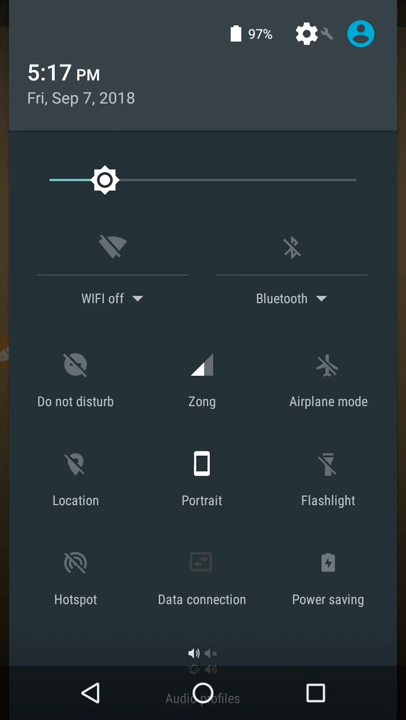 97%
5:17 PM
Fri, Sep 7, 2018
WIFI off
Bluetooth
Do not disturb
Zong
Airplane mode
Location
Portrait
Flashlight
Hotspot
Data connection
Power saving
Audio profiles